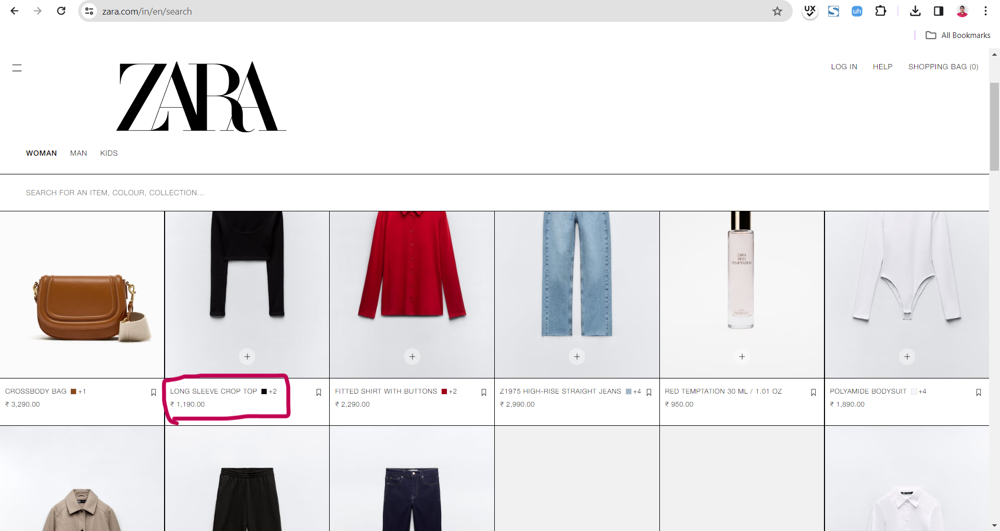 zara.com/in/en/search
UX
S
uh
All Bookmarks
ZARA
LOG IN
HELP
SHOPPING BAG (0)
WOMAN
MAN
KIDS
SEARCH FOR AN ITEM, COLOUR, COLLECTION...
ZARA
RED
TEMPTATION
PARFUM
CROSSBODY BAG +1
₹ 3,290.00
LONG SLEEVE CROP TOP +2
₹ 1,190.00
FITTED SHIRT WITH BUTTONS +2
₹ 2,290.00
Z1975 HIGH-RISE STRAIGHT JEANS +4
₹ 2,990.00
RED TEMPTATION 30 ML / 1.01 OZ
₹ 950.00
POLYAMIDE BODYSUIT +4
₹ 1,890.00